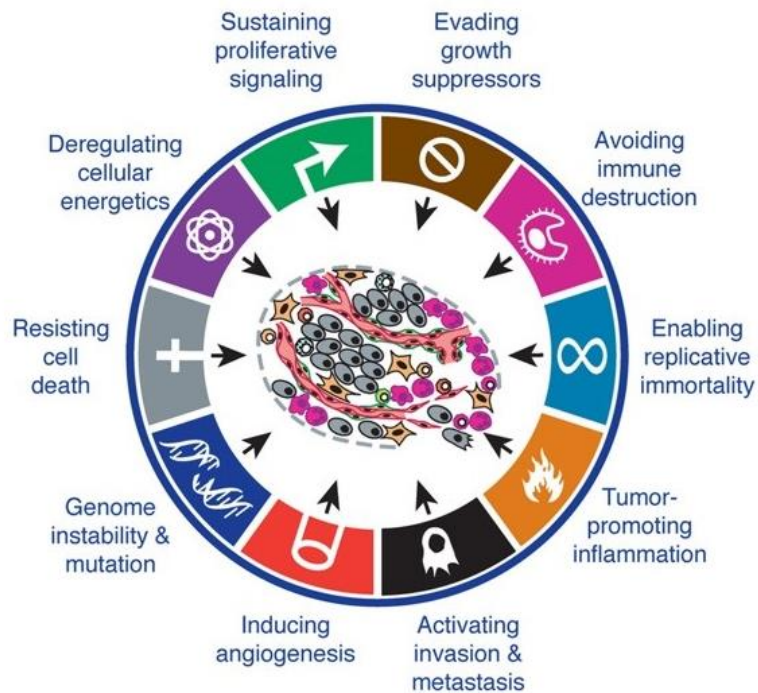 Sustaining
proliferative
signaling
Evading
growth
suppressors
Avoiding
immune
destruction
Enabling
replicative
immortality
Tumor-
promoting
inflammation
Activating
invasion &
metastasis
Inducing
angiogenesis
Genome
instability &
mutation
Resisting
cell
death
Deregulating
cellular
energetics